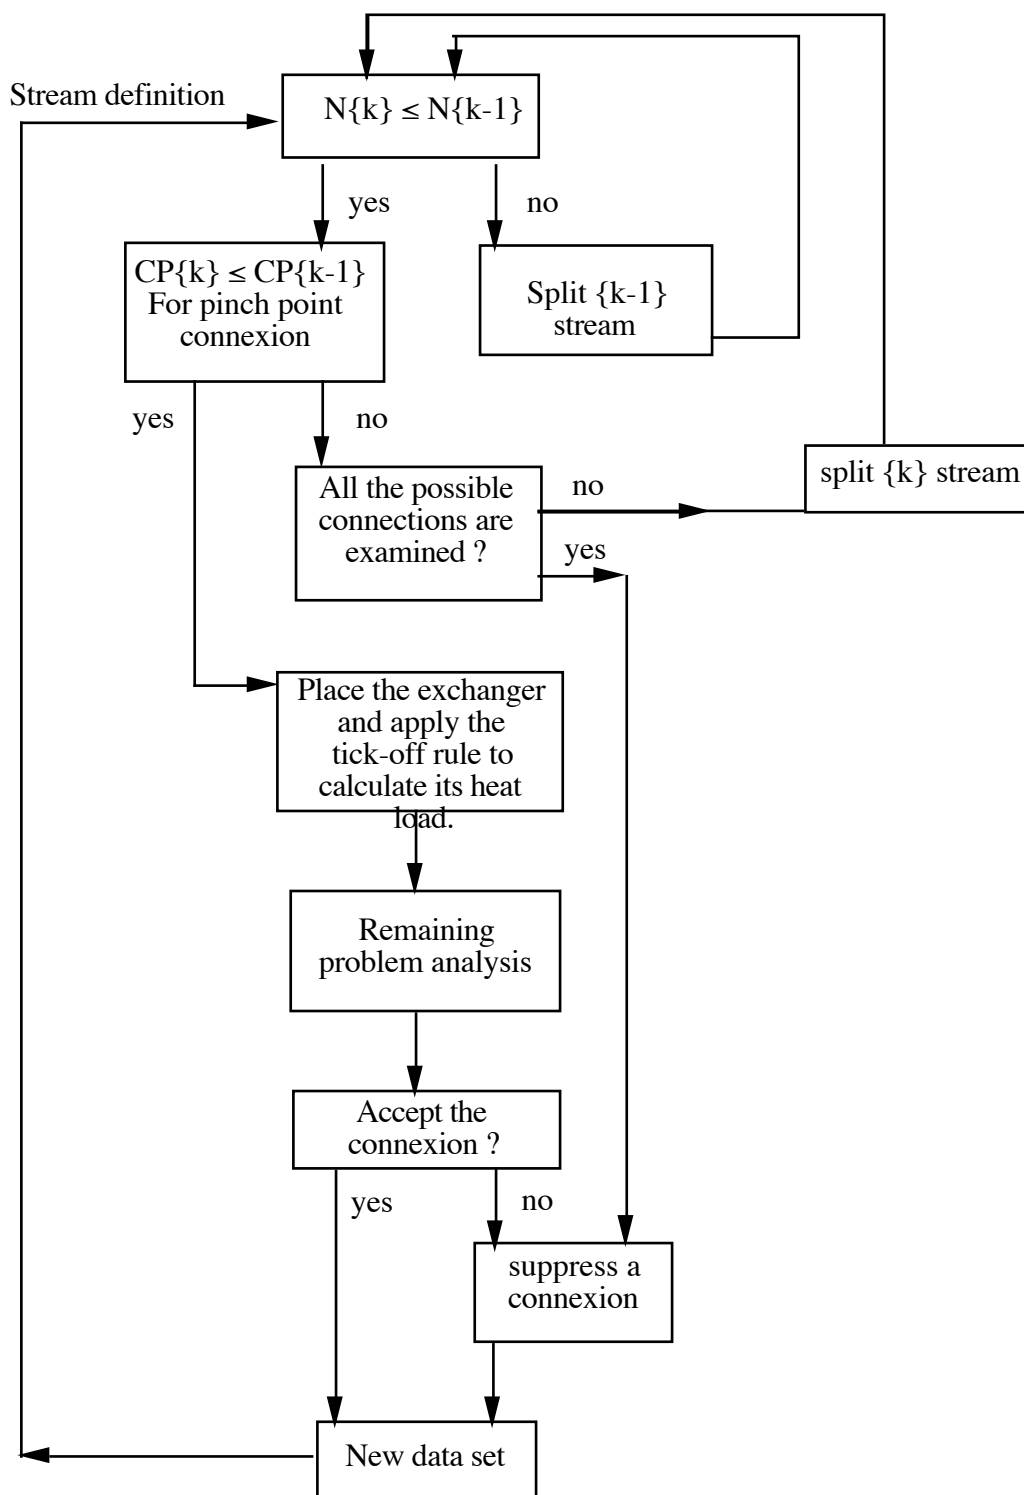 Stream definition
N{k} ≤ N{k-1}
yes
no
CP{k} ≤ CP{k-1}
For pinch point
connexion
Split {k-1}
stream
yes
no
All the possible
connections are
examined ?
no
yes
split {k} stream
Place the exchanger
and apply the
tick-off rule to
calculate its heat
load.
Remaining
problem analysis
Accept the
connexion ?
yes
no
suppress a
connexion
New data set